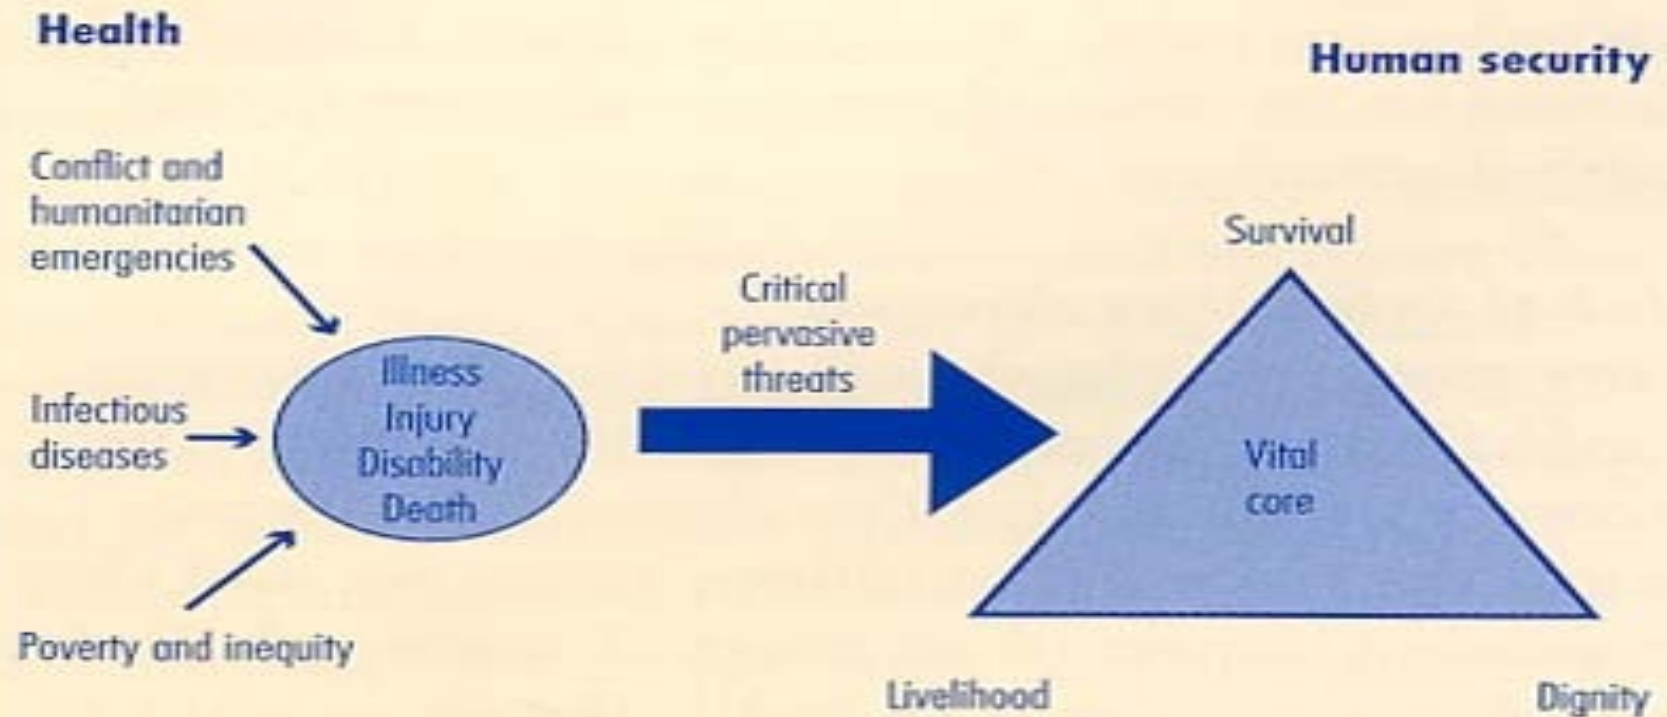 Health
Human security
Conflict and
humanitarian
emergencies
Infectious
diseases
Poverty and inequity
Illness
Injury
Disability
Death
Critical
pervasive
threats
Survival
Vital
core
Livelihood
Dignity